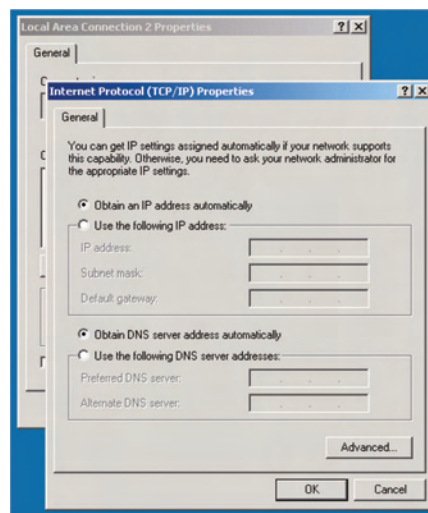 Local Area Connection 2 Properties
General
Internet Protocol (TCP/IP) Properties
General
You can get IP settings assigned automatically if your network supports
this capability. Otherwise, you need to ask your network administrator for
the appropriate IP settings.
Obtain an IP address automatically
Use the following IP address:
IP address:
Subnet mask:
Default gateway:
Obtain DNS server address automatically
Use the following DNS server addresses:
Preferred DNS server:
Alternate DNS server:
Advanced...
OK
Cancel